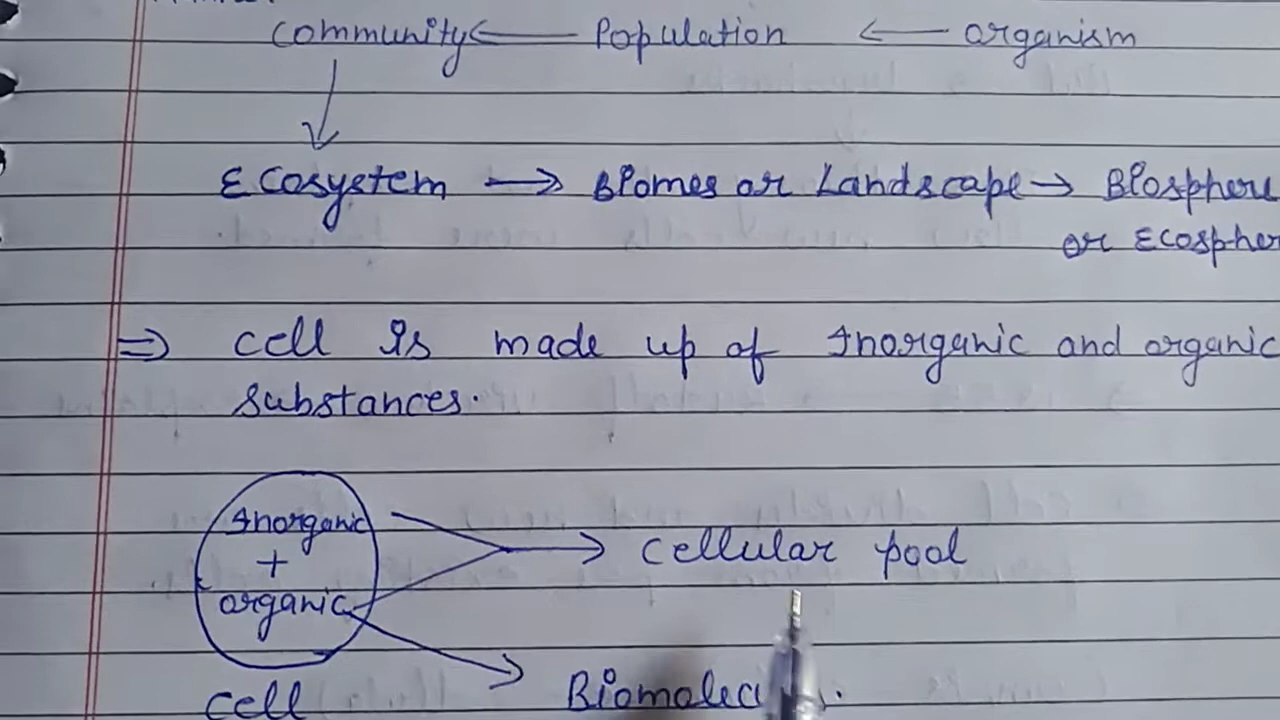 community ← Population ← organism
↓
Ecosystem → Biomes or Landscape → Biosphere
or Ecospher
⇒ cell is made up of Inorganic and organic
substances.
Inorganic
+
organic
→ cellular pool
→
cell